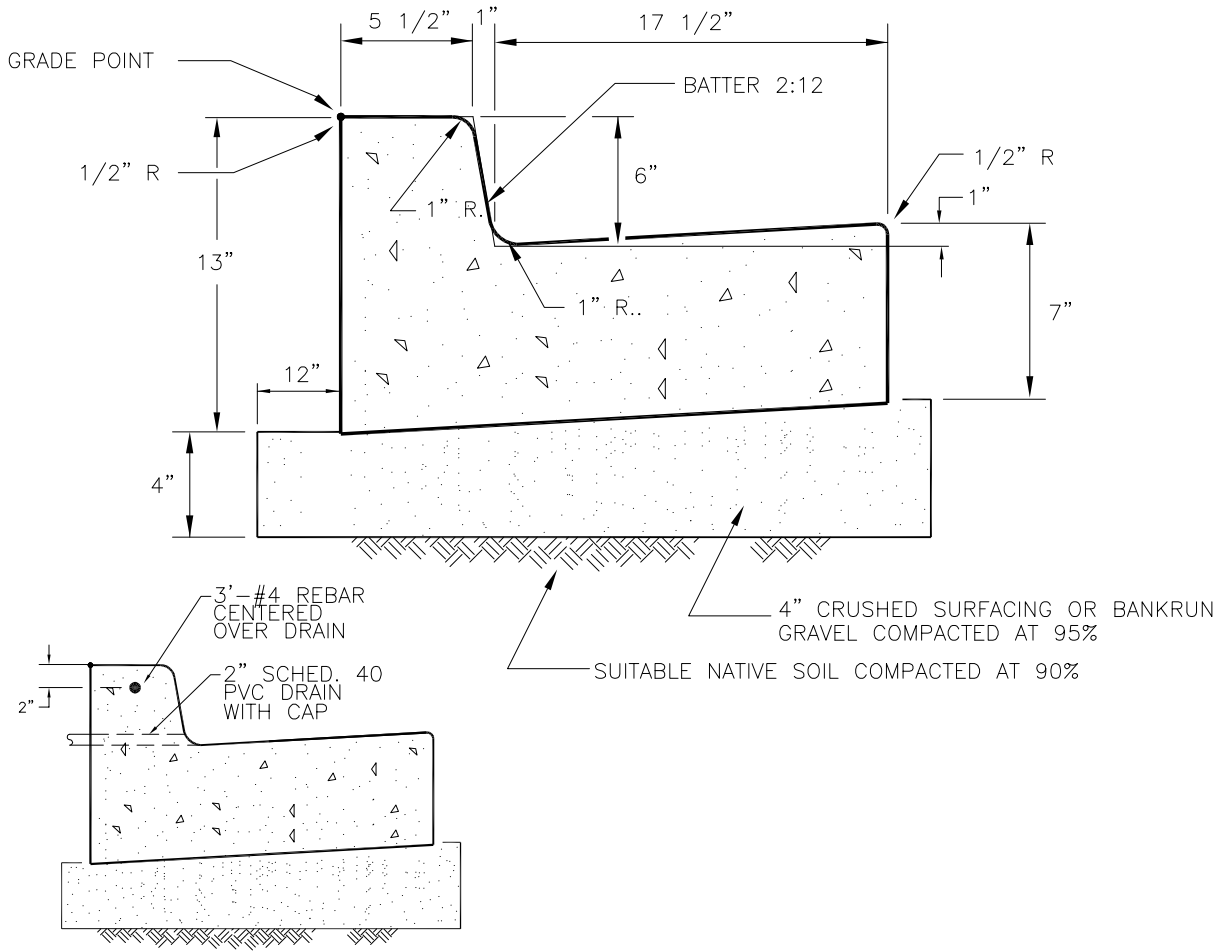 5 1/2”
1”
17 1/2”
GRADE POINT
BATTER 2:12
1/2” R
1/2” R
6”
1”
1” R.
13”
1” R..
7”
12”
4”
3’-#4 REBAR
CENTERED
OVER DRAIN
4” CRUSHED SURFACING OR BANKRUN
GRAVEL COMPACTED AT 95%
SUITABLE NATIVE SOIL COMPACTED AT 90%
2” SCHED. 40
PVC DRAIN
WITH CAP
2”